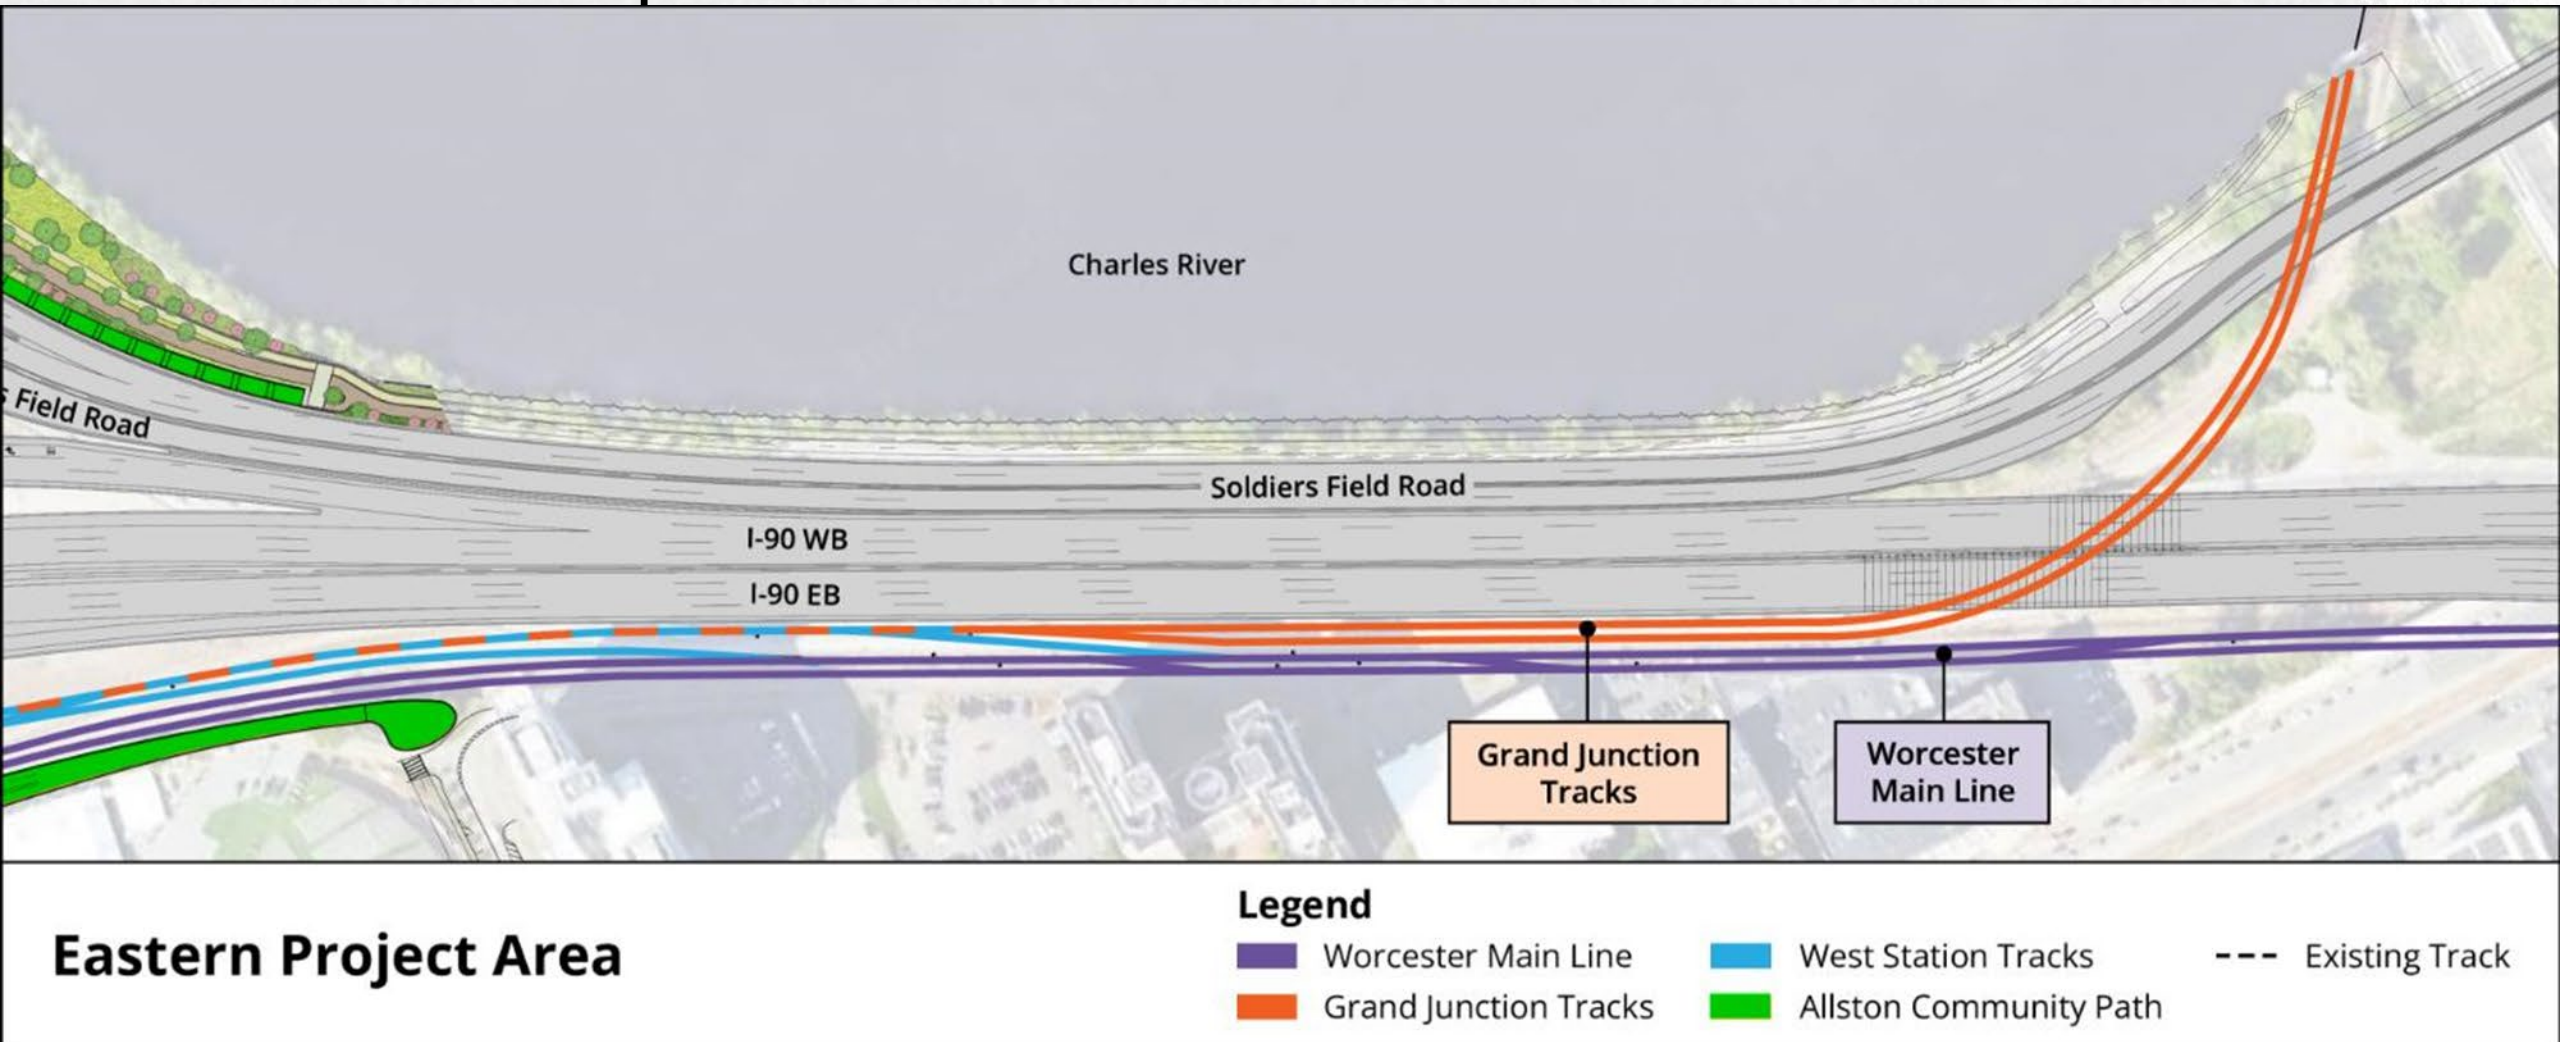 Charles River
s Field Road
Soldiers Field Road
I-90 WB
I-90 EB
Grand Junction
Tracks
Worcester
Main Line
Eastern Project Area
Legend
Worcester Main Line
West Station Tracks
Existing Track
Grand Junction Tracks
Allston Community Path